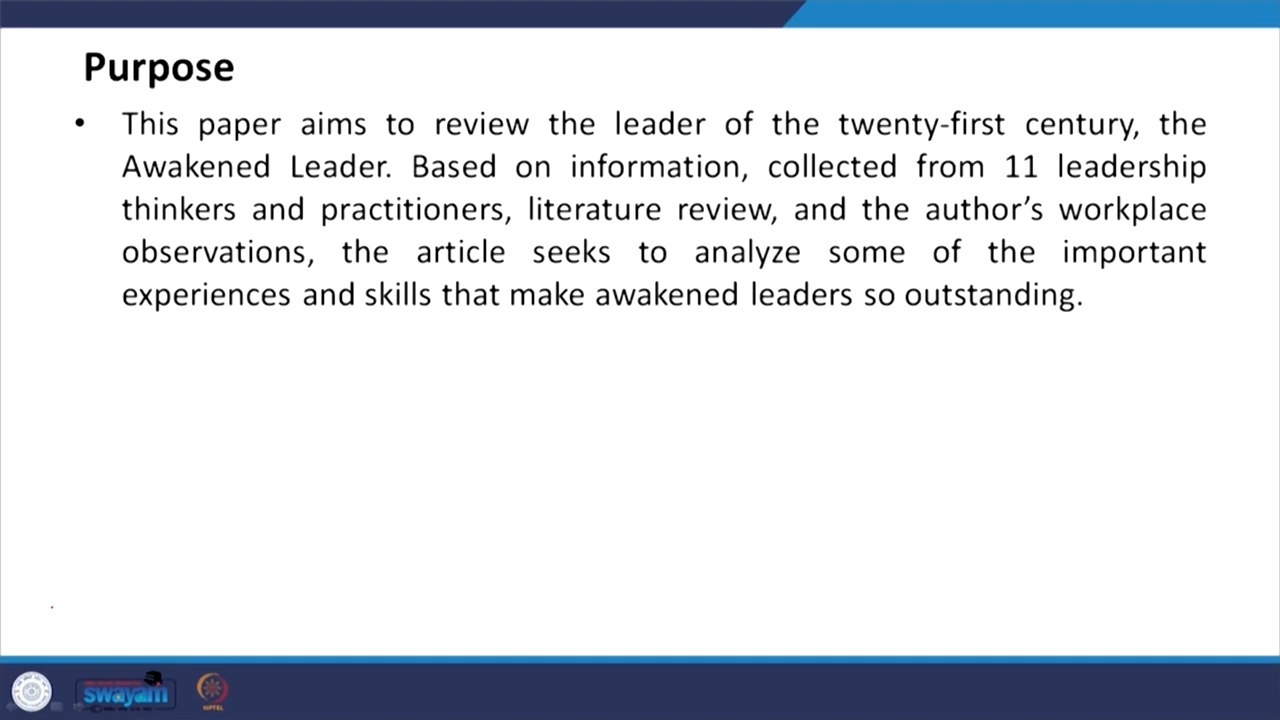 Purpose
• This paper aims to review the leader of the twenty-first century, the
Awakened Leader. Based on information, collected from 11 leadership
thinkers and practitioners, literature review, and the author’s workplace
observations, the article seeks to analyze some of the important
experiences and skills that make awakened leaders so outstanding.
swayam
NPTEL